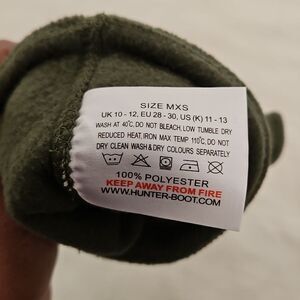 SIZE MXS
UK 10 - 12, EU 28 - 30, US (K) 11 - 13
WASH AT 40°C, DO NOT BLEACH, LOW TUMBLE DRY
REDUCED HEAT, IRON MAX TEMP 110°C, DO NOT
DRY CLEAN WASH & DRY COLOURS SEPARATELY
100% POLYESTER
KEEP AWAY FROM FIRE
WWW.HUNTER-BOOT.COM